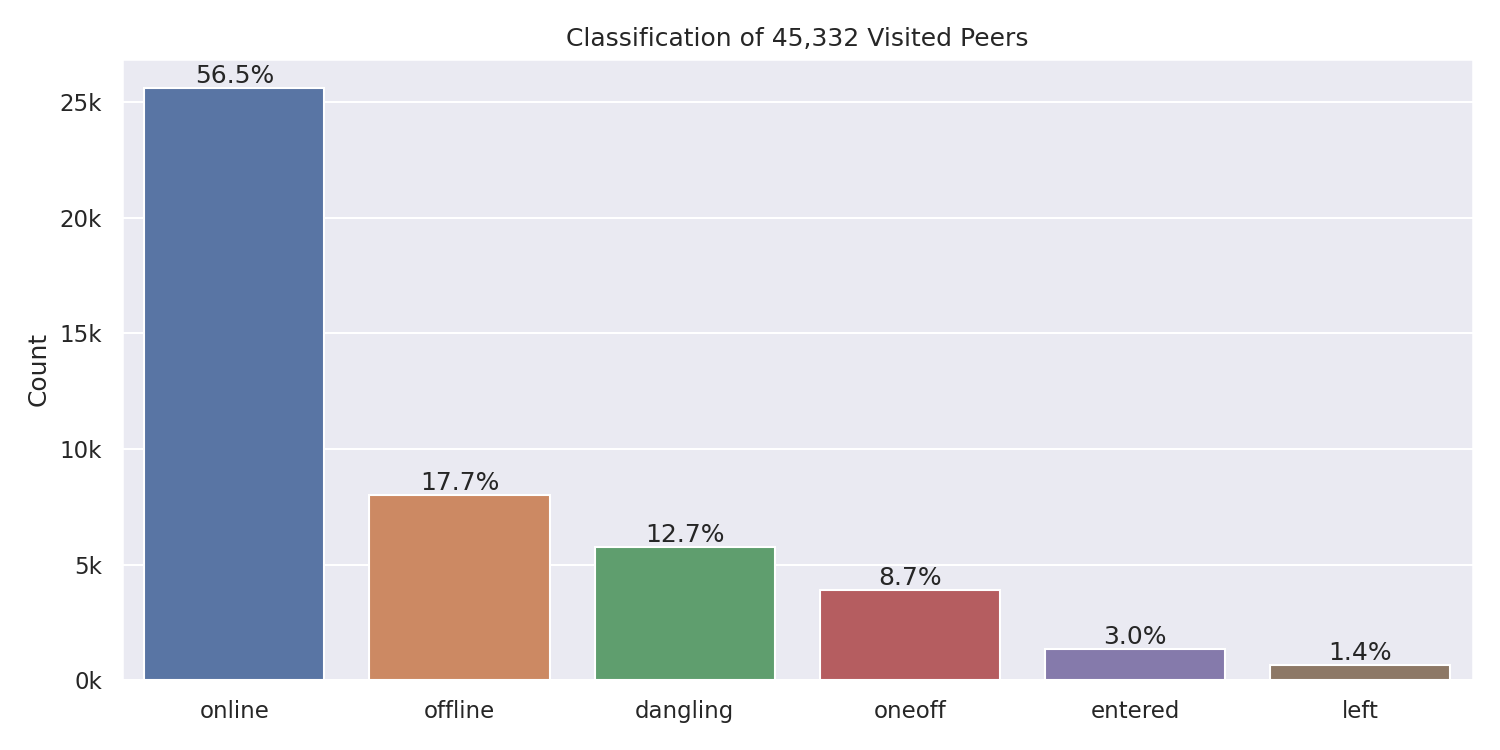 Classification of 45,332 Visited Peers
56.5%
25k
20k
15k
Count
10k
17.7%
12.7%
8.7%
5k
3.0%
1.4%
0k
online offline dangling oneoff entered left